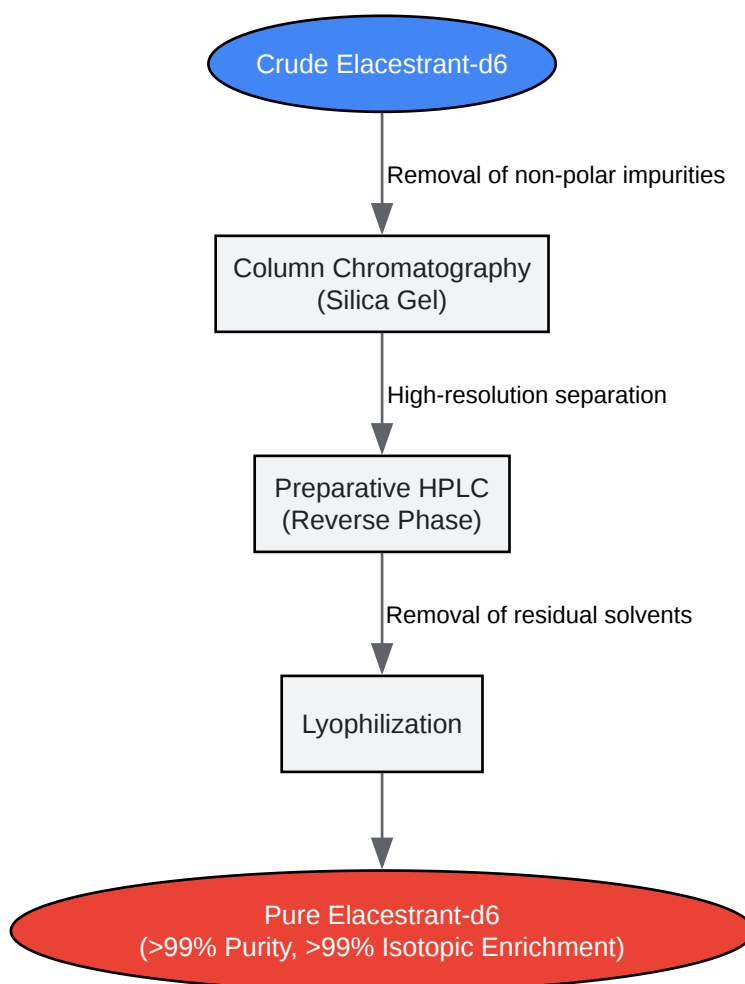 Crude Elacestrant-d6
Removal of non-polar impurities
Column Chromatography
(Silica Gel)
High-resolution separation
Preparative HPLC
(Reverse Phase)
Removal of residual solvents
Lyophilization
Pure Elacestrant-d6
(>99% Purity, >99% Isotopic Enrichment)